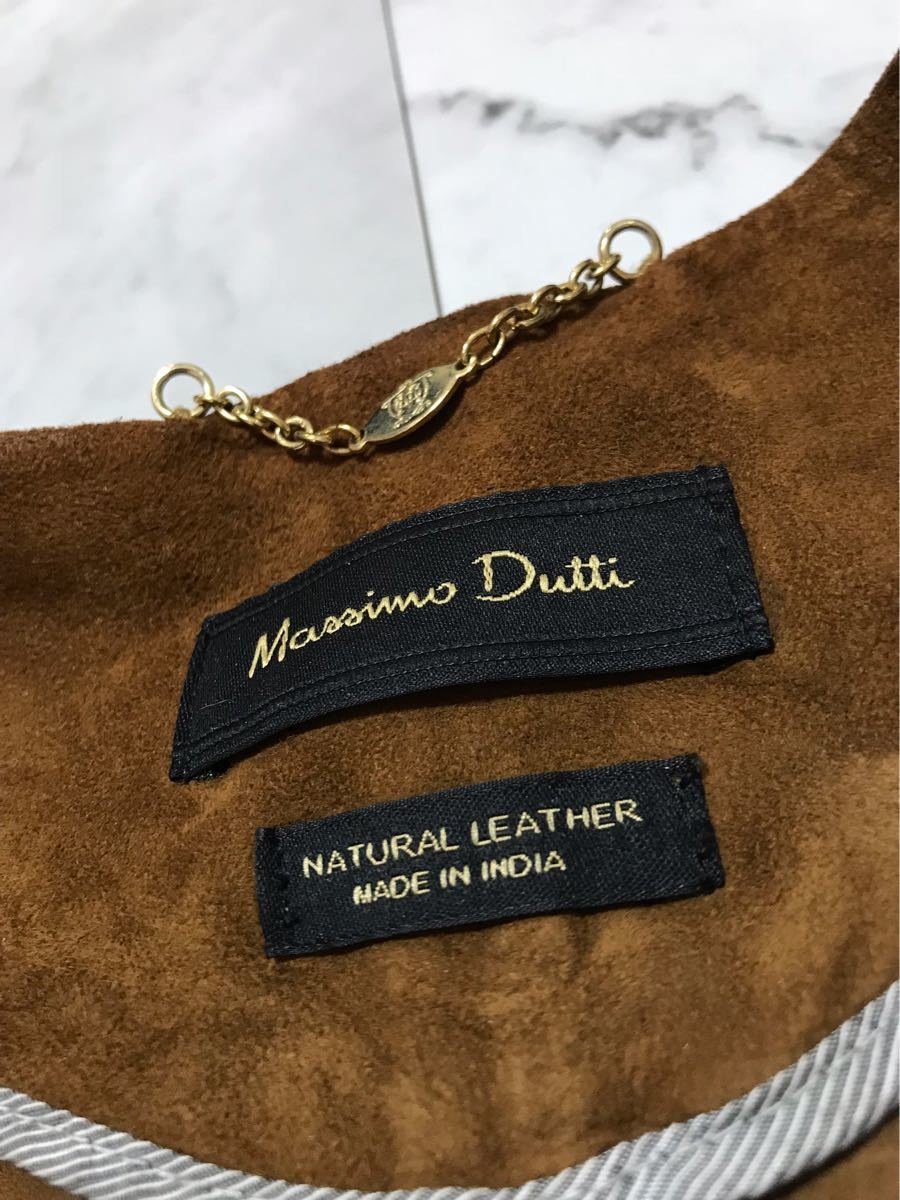 Massimo Dutti
NATURAL LEATHER
MADE IN INDIA